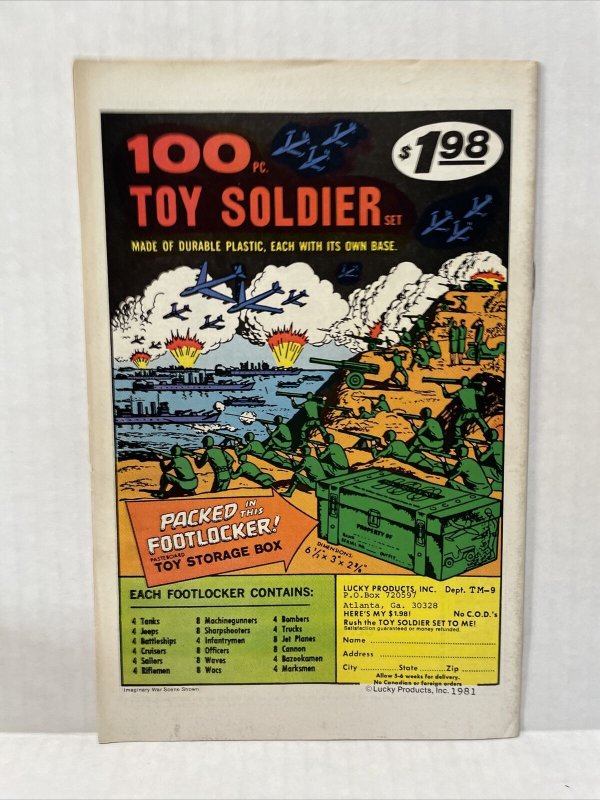 100 PC.
$1.98
TOY SOLDIER SET
MADE OF DURABLE PLASTIC, EACH WITH ITS OWN BASE.
PACKED IN THIS
FOOTLOCKER!
PASTEBOARD
TOY STORAGE BOX
DIMENSIONS:
PROPERTY OF
EACH FOOTLOCKER CONTAINS:
4 Tanks
4 Jeeps
4 Battleships
4 Cruisers
4 Sailors
4 Riflemen
8 Machinegunners
8 Sharpshooters
4 Infantrymen
8 Officers
8 Waves
8 Wacs
4 Bombers
4 Trucks
8 Jet Planes
8 Cannon
4 Bazookamen
4 Marksmen
LUCKY PRODUCTS, INC. Dept. TM-9
P.O.Box 720597
Atlanta, Ga. 30328
HERE'S MY $1.98! No C.O.D.'s
Rush the TOY SOLDIER SET TO ME!
Satisfaction guaranteed or money refunded.
Name
Address
City State Zip
Allow 5-6 weeks for delivery.
No Canadian or foreign orders
Imaginary War Scene Shown
©Lucky Products, Inc. 1981